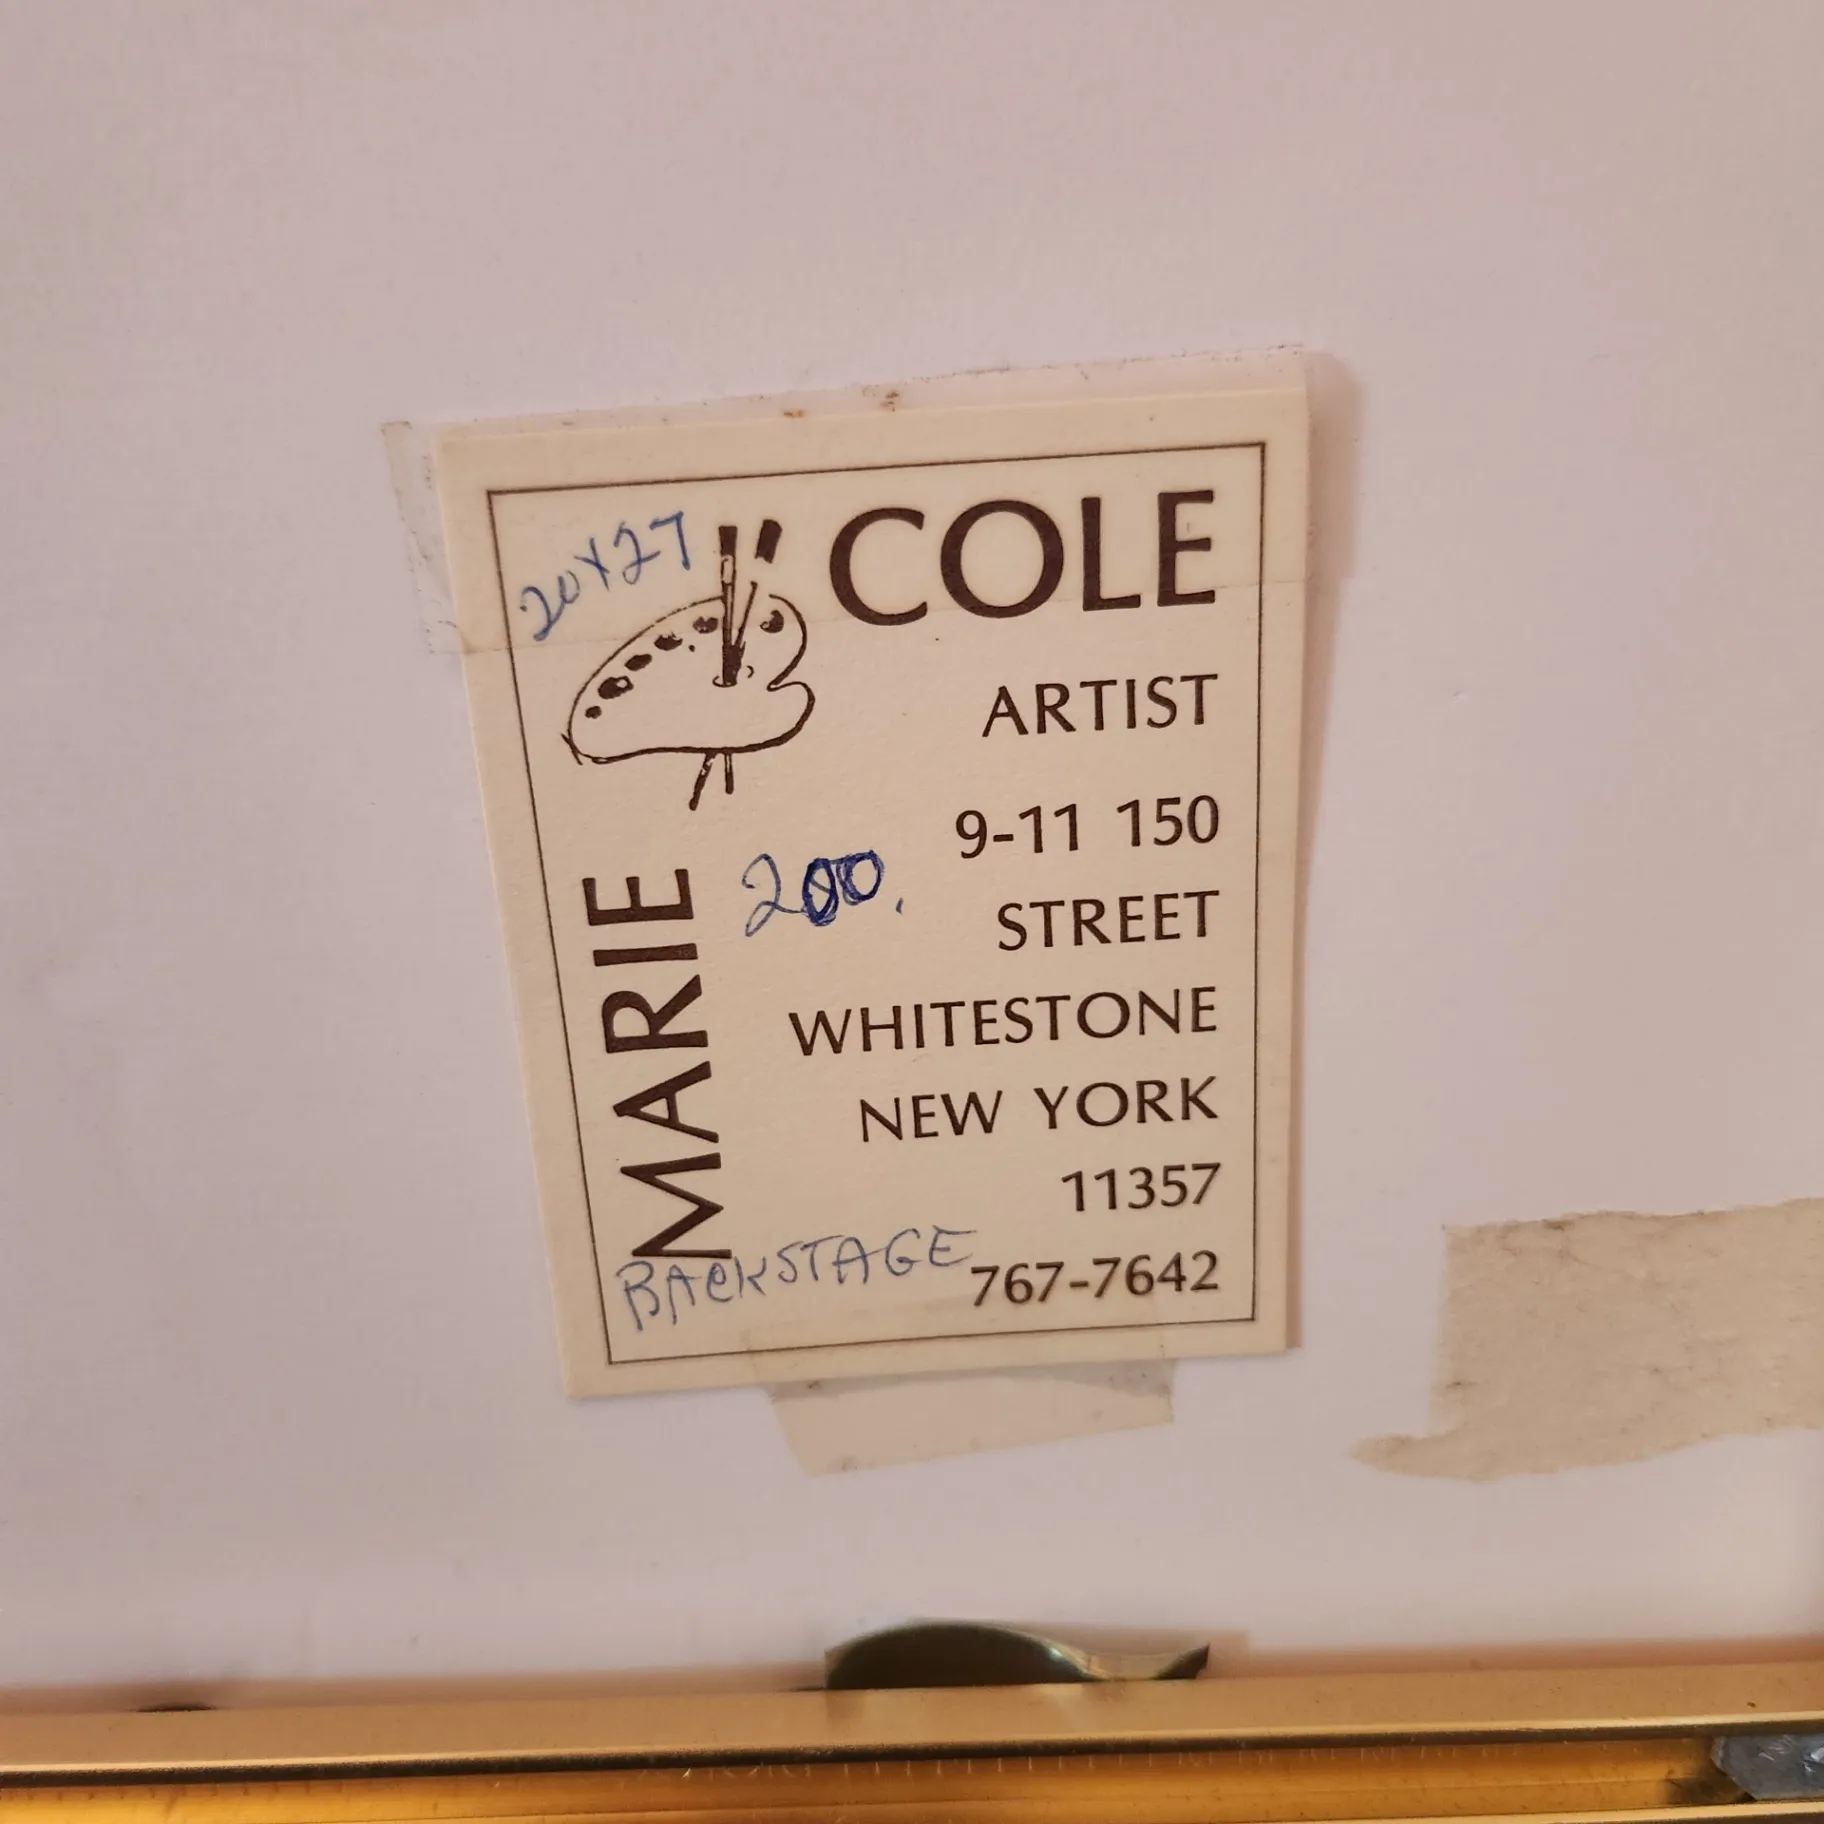 20X27
MARIE COLE
ARTIST
9-11 150
STREET
200.
WHITESTONE
NEW YORK
11357
767-7642
BACKSTAGE